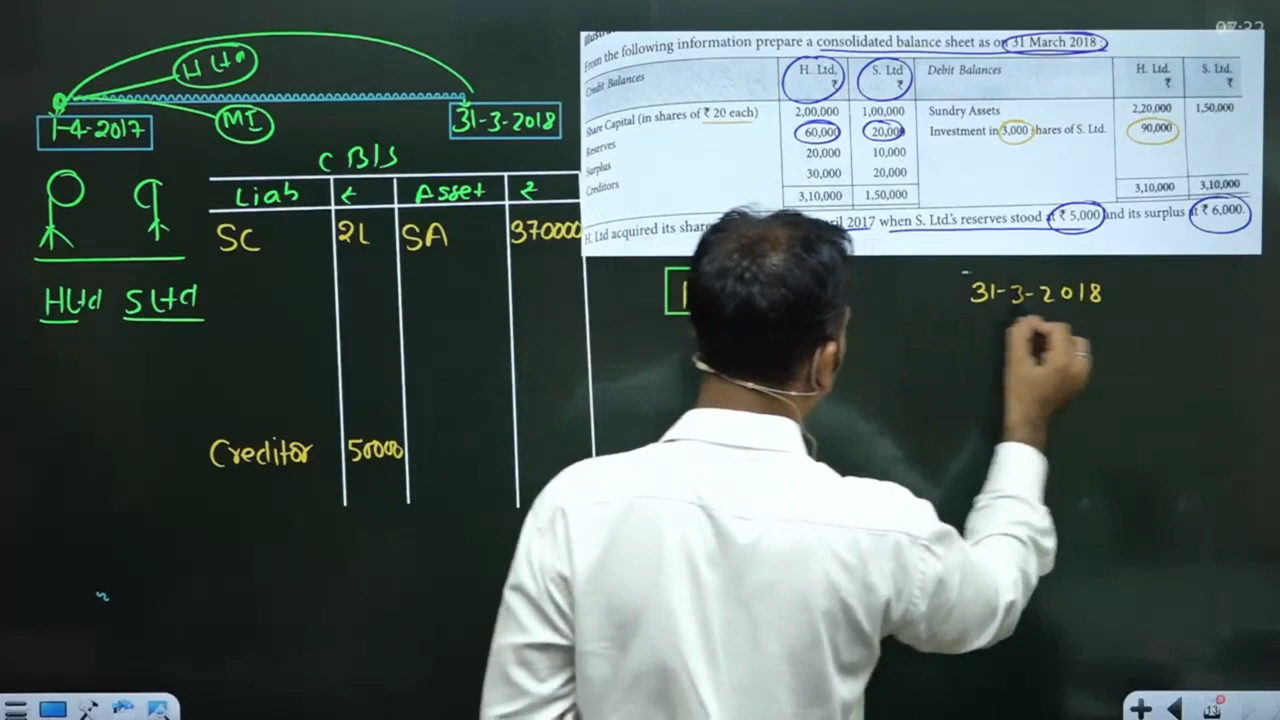 07:22
H Ltd
MI
1-4-2017
31-3-2018
C B/S
Liab ₹ Asset ₹
SC 2L SA 370000
Creditor 50000
H Ltd S Ltd
31-3-2018
From the following information prepare a consolidated balance sheet as on 31 March 2018 :
Credit Balances H. Ltd. ₹ S. Ltd ₹ Debit Balances H. Ltd. ₹ S. Ltd. ₹
Share Capital (in shares of ₹ 20 each) 2,00,000 1,00,000 Sundry Assets 2,20,000 1,50,000
Reserves 60,000 20,000 Investment in 3,000 shares of S. Ltd. 90,000
Surplus 20,000 10,000
Creditors 30,000 20,000
3,10,000 1,50,000 3,10,000 3,10,000
H. Ltd acquired its 2017 when S. Ltd's reserves stood at ₹ 5,000 and its surplus at ₹ 6,000.
13